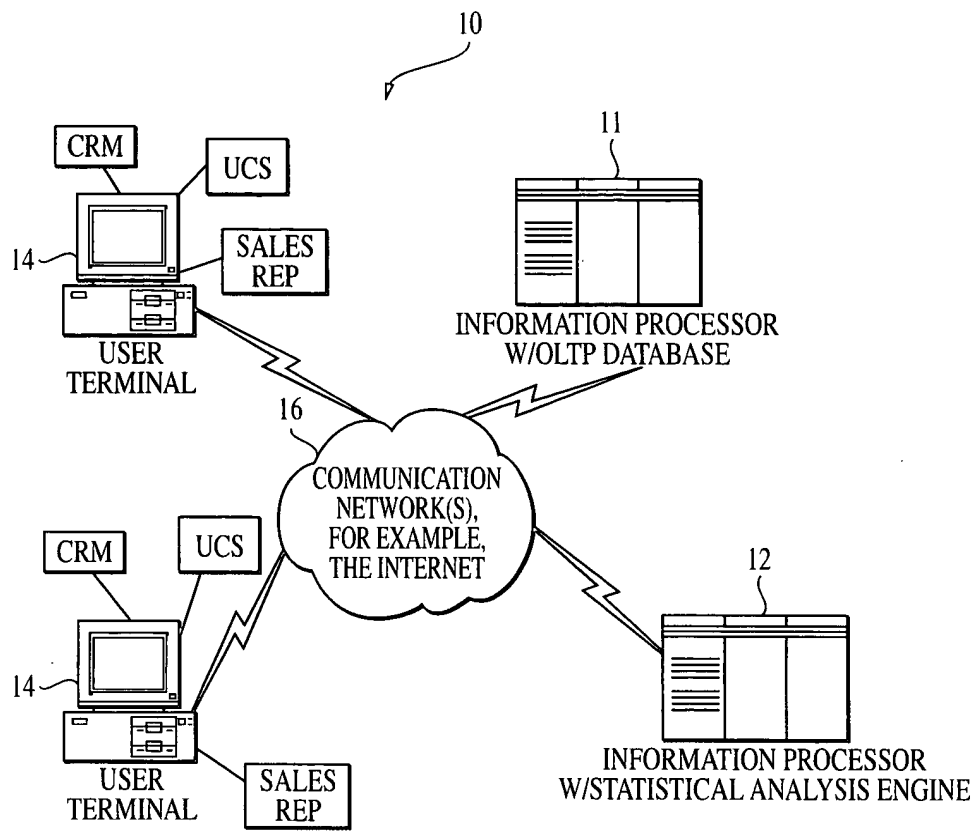 10
CRM
UCS
11
14
SALES
REP
USER
TERMINAL
INFORMATION PROCESSOR
W/OLTP DATABASE
16
COMMUNICATION
NETWORK(S),
FOR EXAMPLE,
THE INTERNET
CRM
UCS
12
14
USER
TERMINAL
SALES
REP
INFORMATION PROCESSOR
W/STATISTICAL ANALYSIS ENGINE